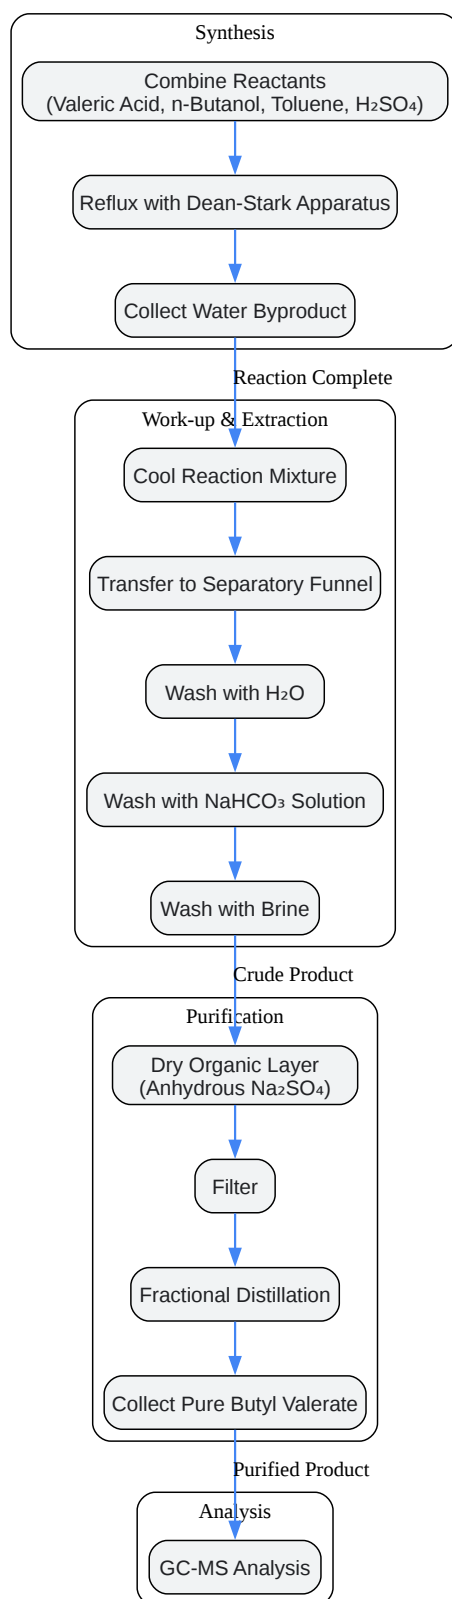 Synthesis
Combine Reactants
(Valeric Acid, n-Butanol, Toluene, H₂SO₄)
Reflux with Dean-Stark Apparatus
Collect Water Byproduct
Reaction Complete
Work-up & Extraction
Cool Reaction Mixture
Transfer to Separatory Funnel
Wash with H₂O
Wash with NaHCO₃ Solution
Wash with Brine
Crude Product
Purification
Dry Organic Layer
(Anhydrous Na₂SO₄)
Filter
Fractional Distillation
Collect Pure Butyl Valerate
Purified Product
Analysis
GC-MS Analysis